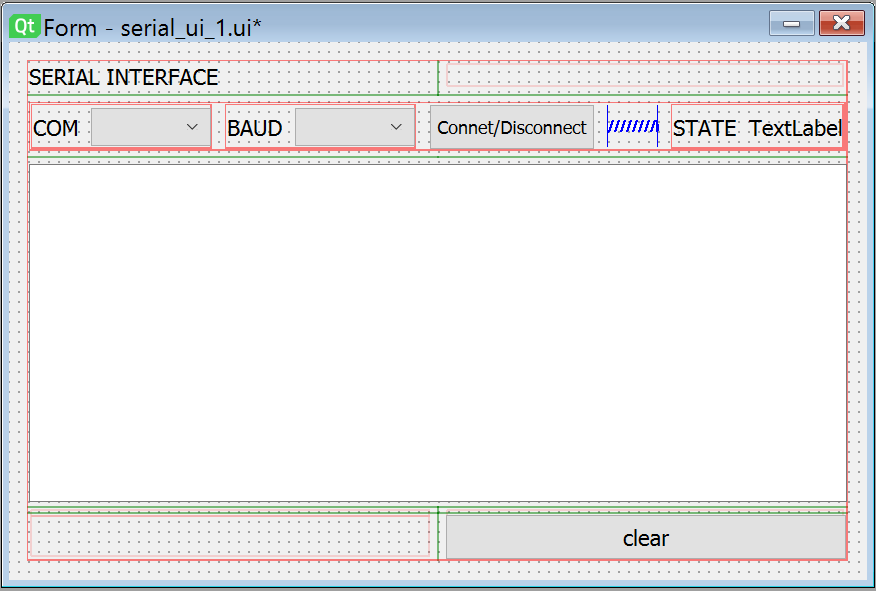 Qt Form - serial_ui_1.ui*
SERIAL INTERFACE
COM BAUD Connet/Disconnect STATE TextLabel
clear